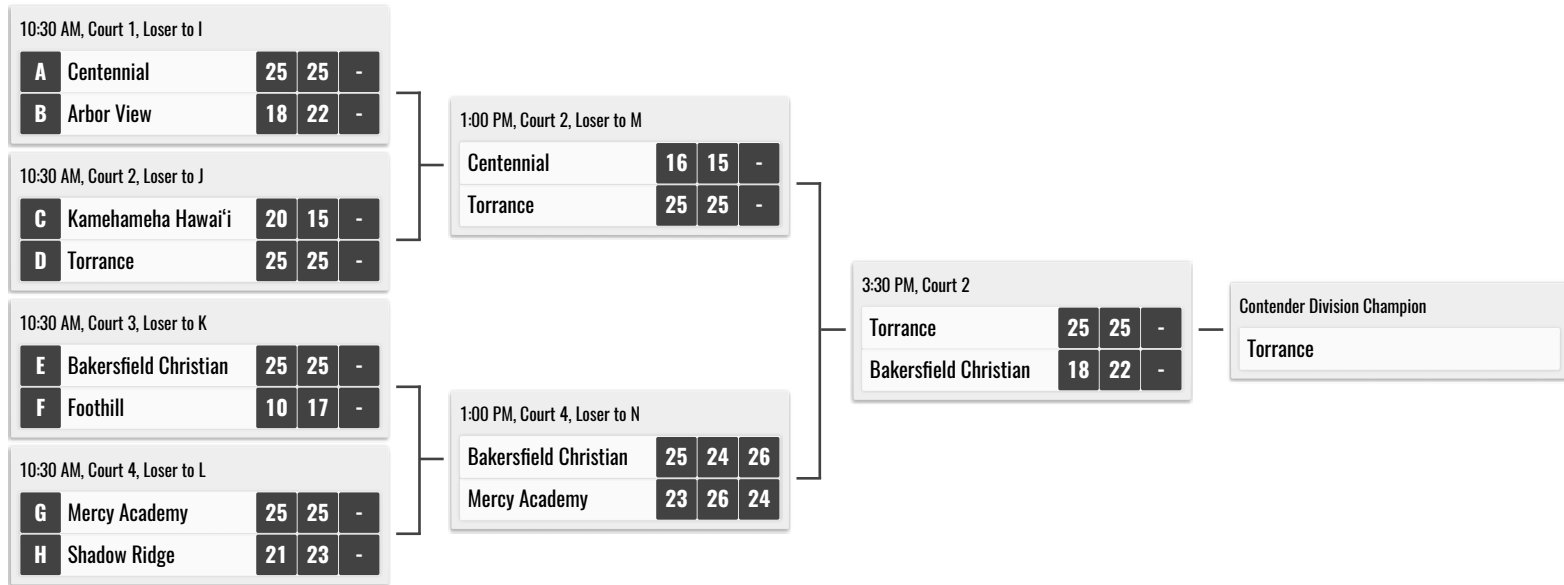 10:30 AM, Court 1, Loser to I
A Centennial 25 25 -
B Arbor View 18 22 -
10:30 AM, Court 2, Loser to J
C Kamehameha Hawaiʻi 20 15 -
D Torrance 25 25 -
10:30 AM, Court 3, Loser to K
E Bakersfield Christian 25 25 -
F Foothill 10 17 -
10:30 AM, Court 4, Loser to L
G Mercy Academy 25 25 -
H Shadow Ridge 21 23 -
1:00 PM, Court 2, Loser to M
Centennial 16 15 -
Torrance 25 25 -
1:00 PM, Court 4, Loser to N
Bakersfield Christian 25 24 26
Mercy Academy 23 26 24
3:30 PM, Court 2
Torrance 25 25 -
Bakersfield Christian 18 22 -
Contender Division Champion
Torrance